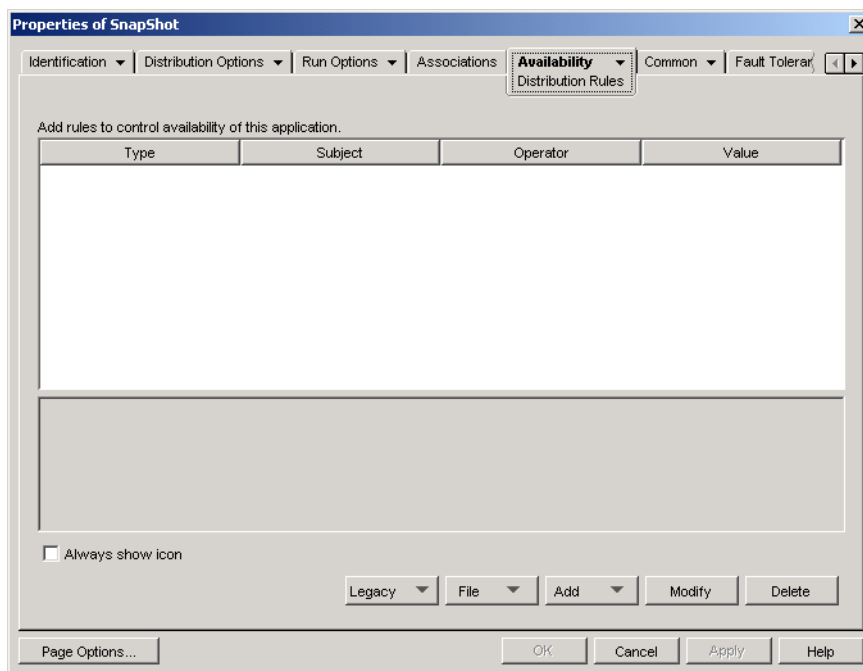 Properties of SnapShot
Identification Distribution Options Run Options Associations Availability Common Fault Toleran
Distribution Rules
Add rules to control availability of this application.
Type Subject Operator Value
Always show icon
Legacy File Add Modify Delete
Page Options... OK Cancel Apply Help